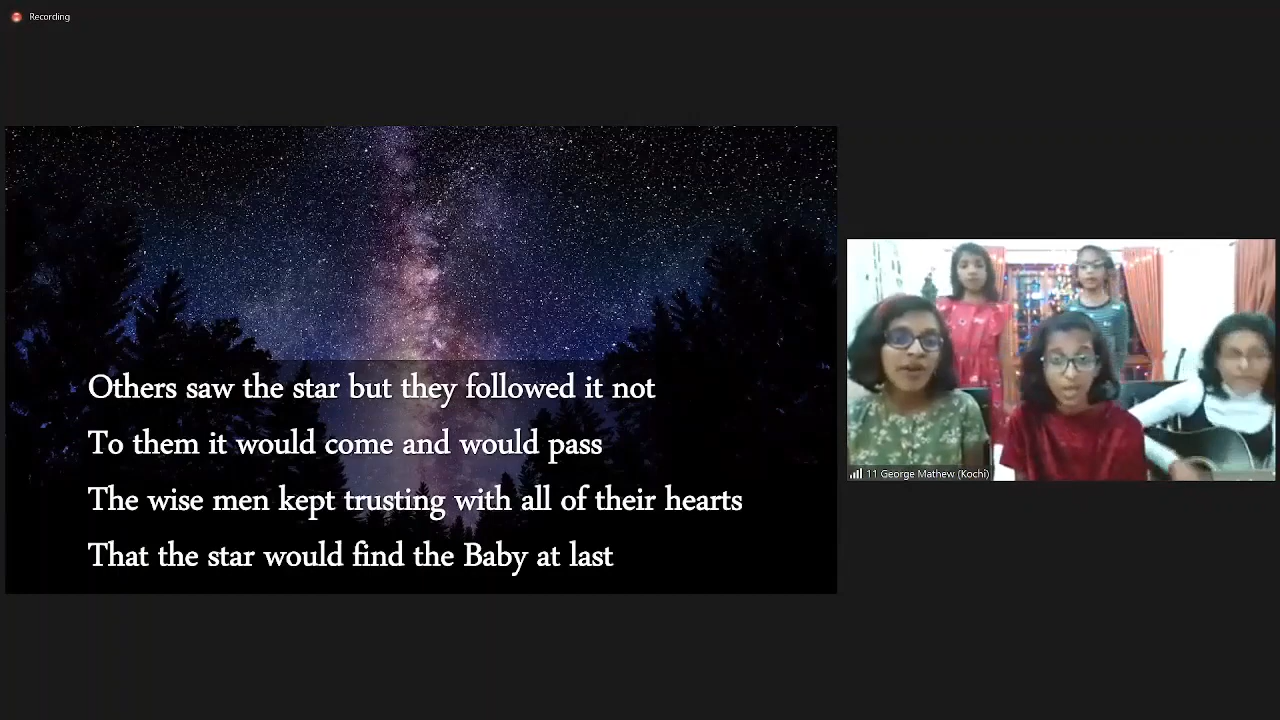 Recording
Others saw the star but they followed it not
To them it would come and would pass
The wise men kept trusting with all of their hearts
That the star would find the Baby at last
11 George Mathew (Kochi)